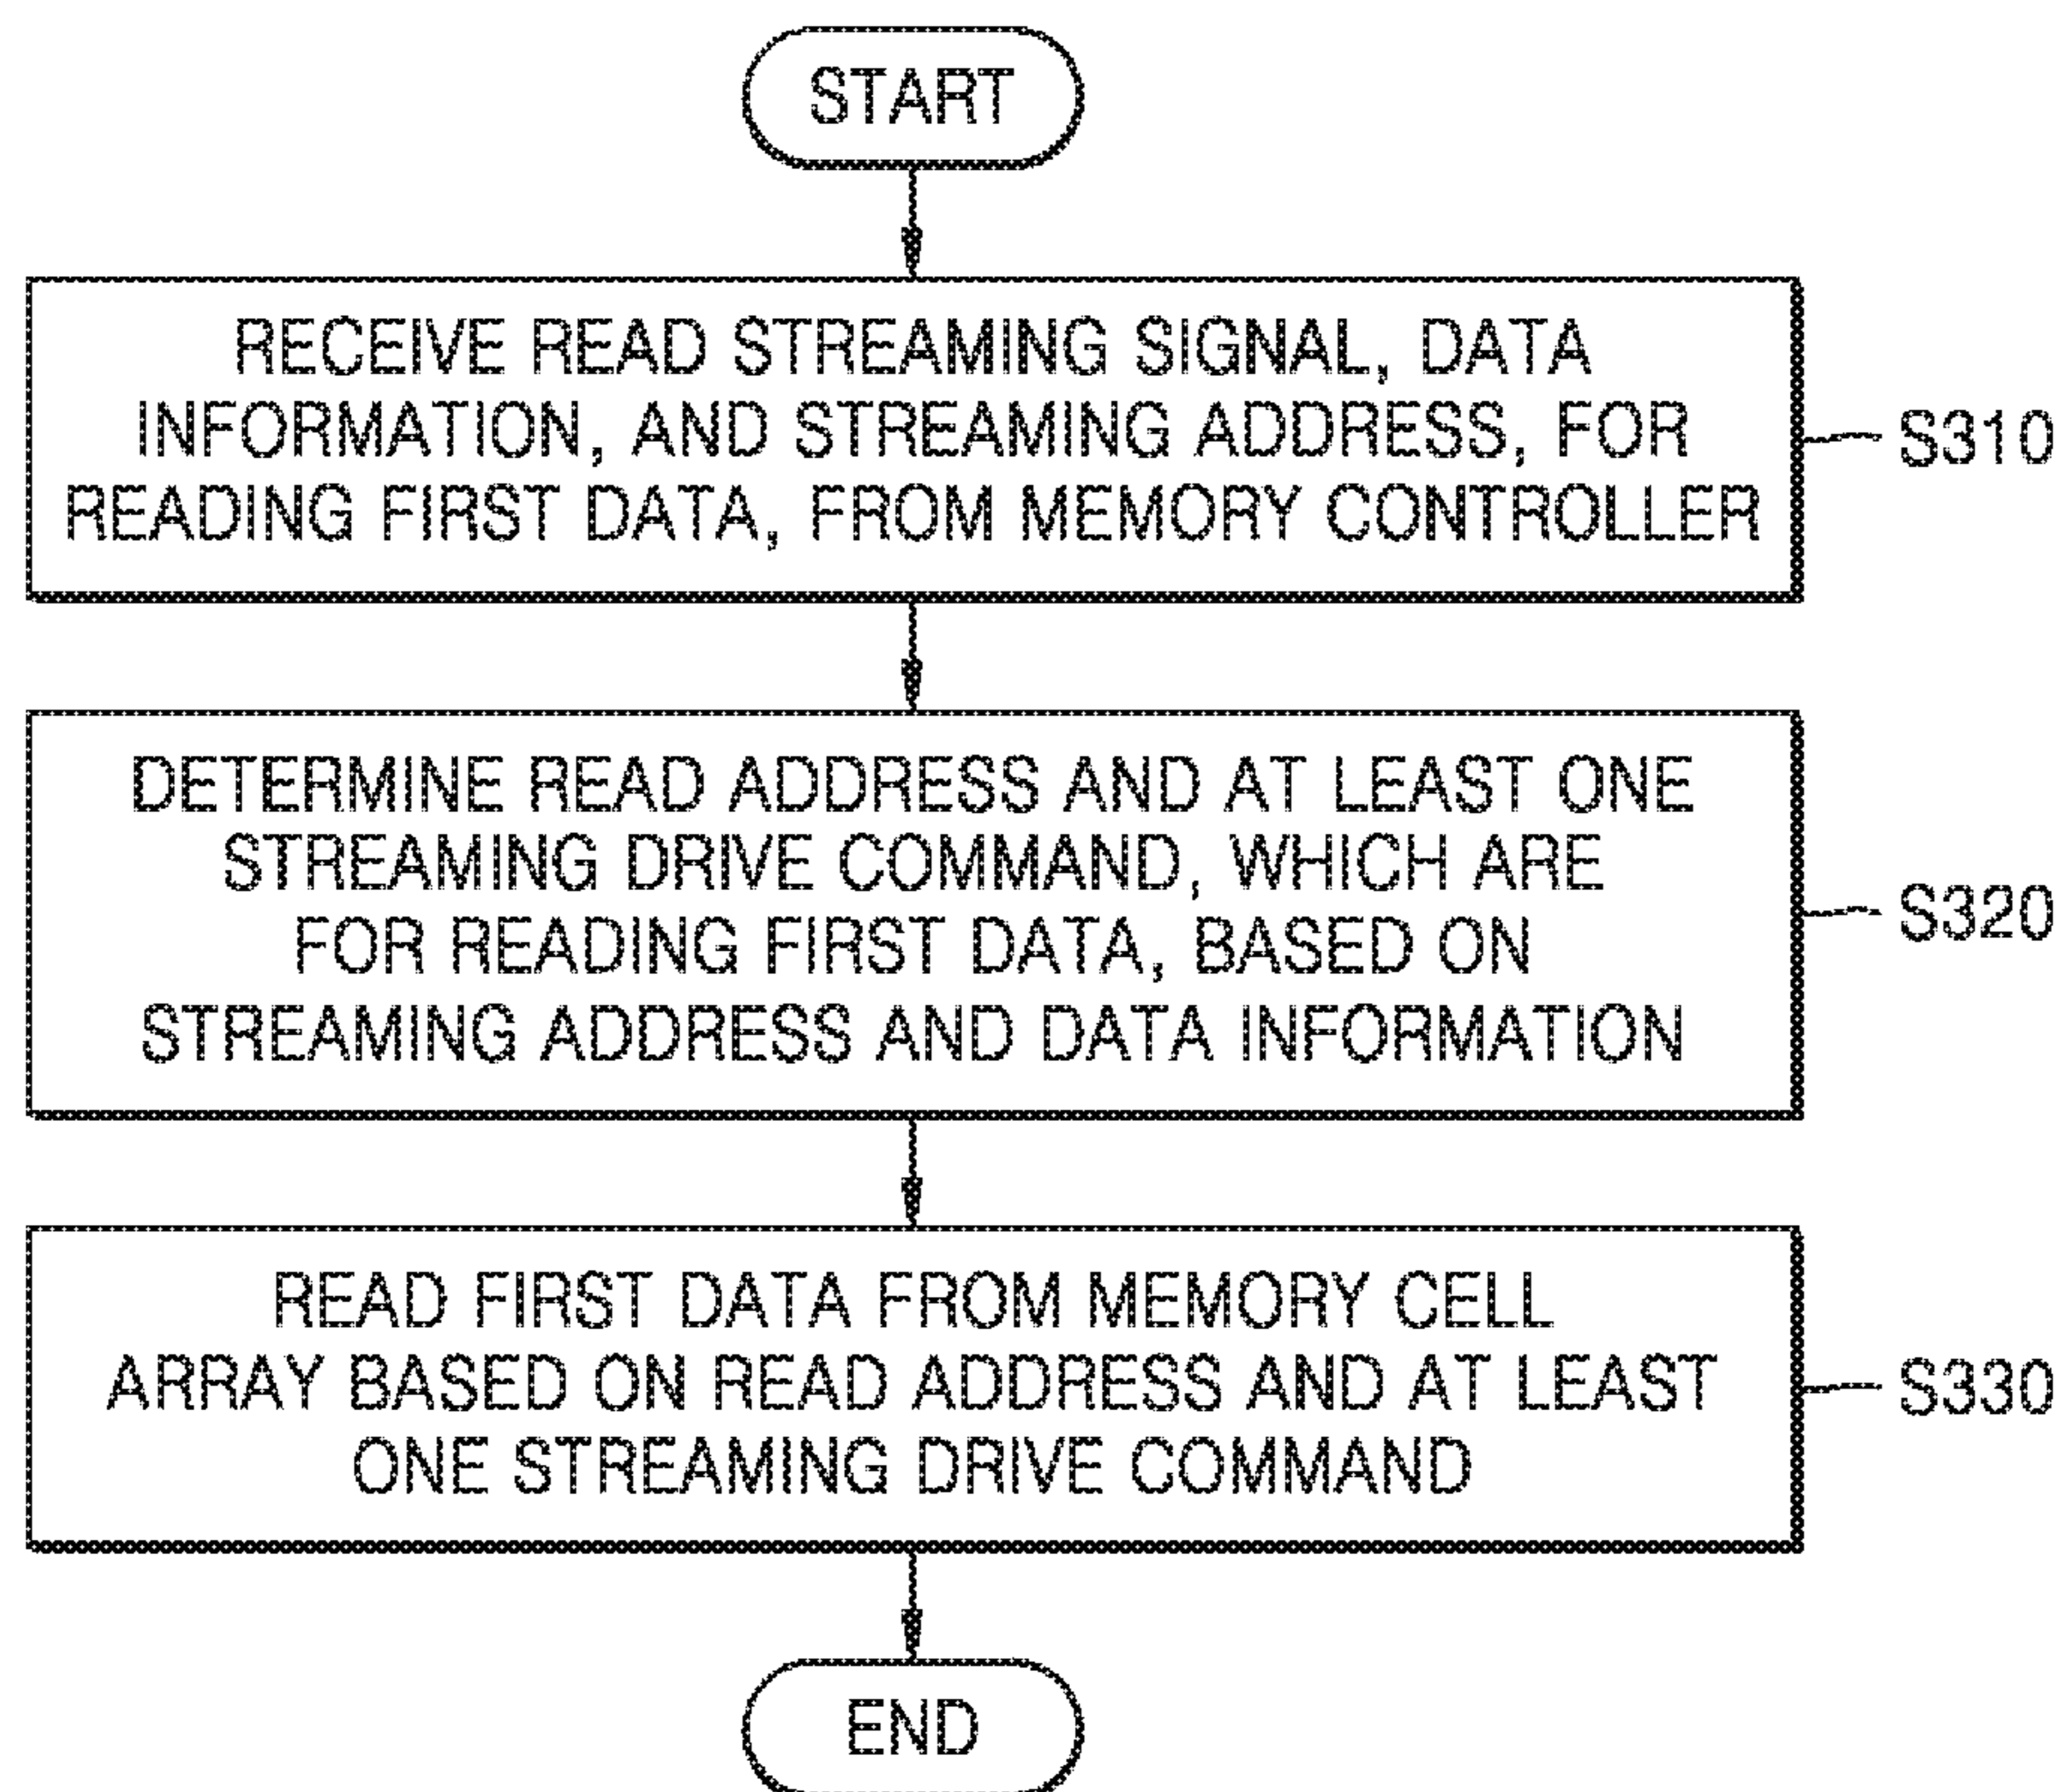 START
RECEIVE READ STREAMING SIGNAL, DATA
INFORMATION, AND STREAMING ADDRESS, FOR
READING FIRST DATA, FROM MEMORY CONTROLLER
S310
DETERMINE READ ADDRESS AND AT LEAST ONE
STREAMING DRIVE COMMAND, WHICH ARE
FOR READING FIRST DATA, BASED ON
STREAMING ADDRESS AND DATA INFORMATION
S320
READ FIRST DATA FROM MEMORY CELL
ARRAY BASED ON READ ADDRESS AND AT LEAST
ONE STREAMING DRIVE COMMAND
S330
END